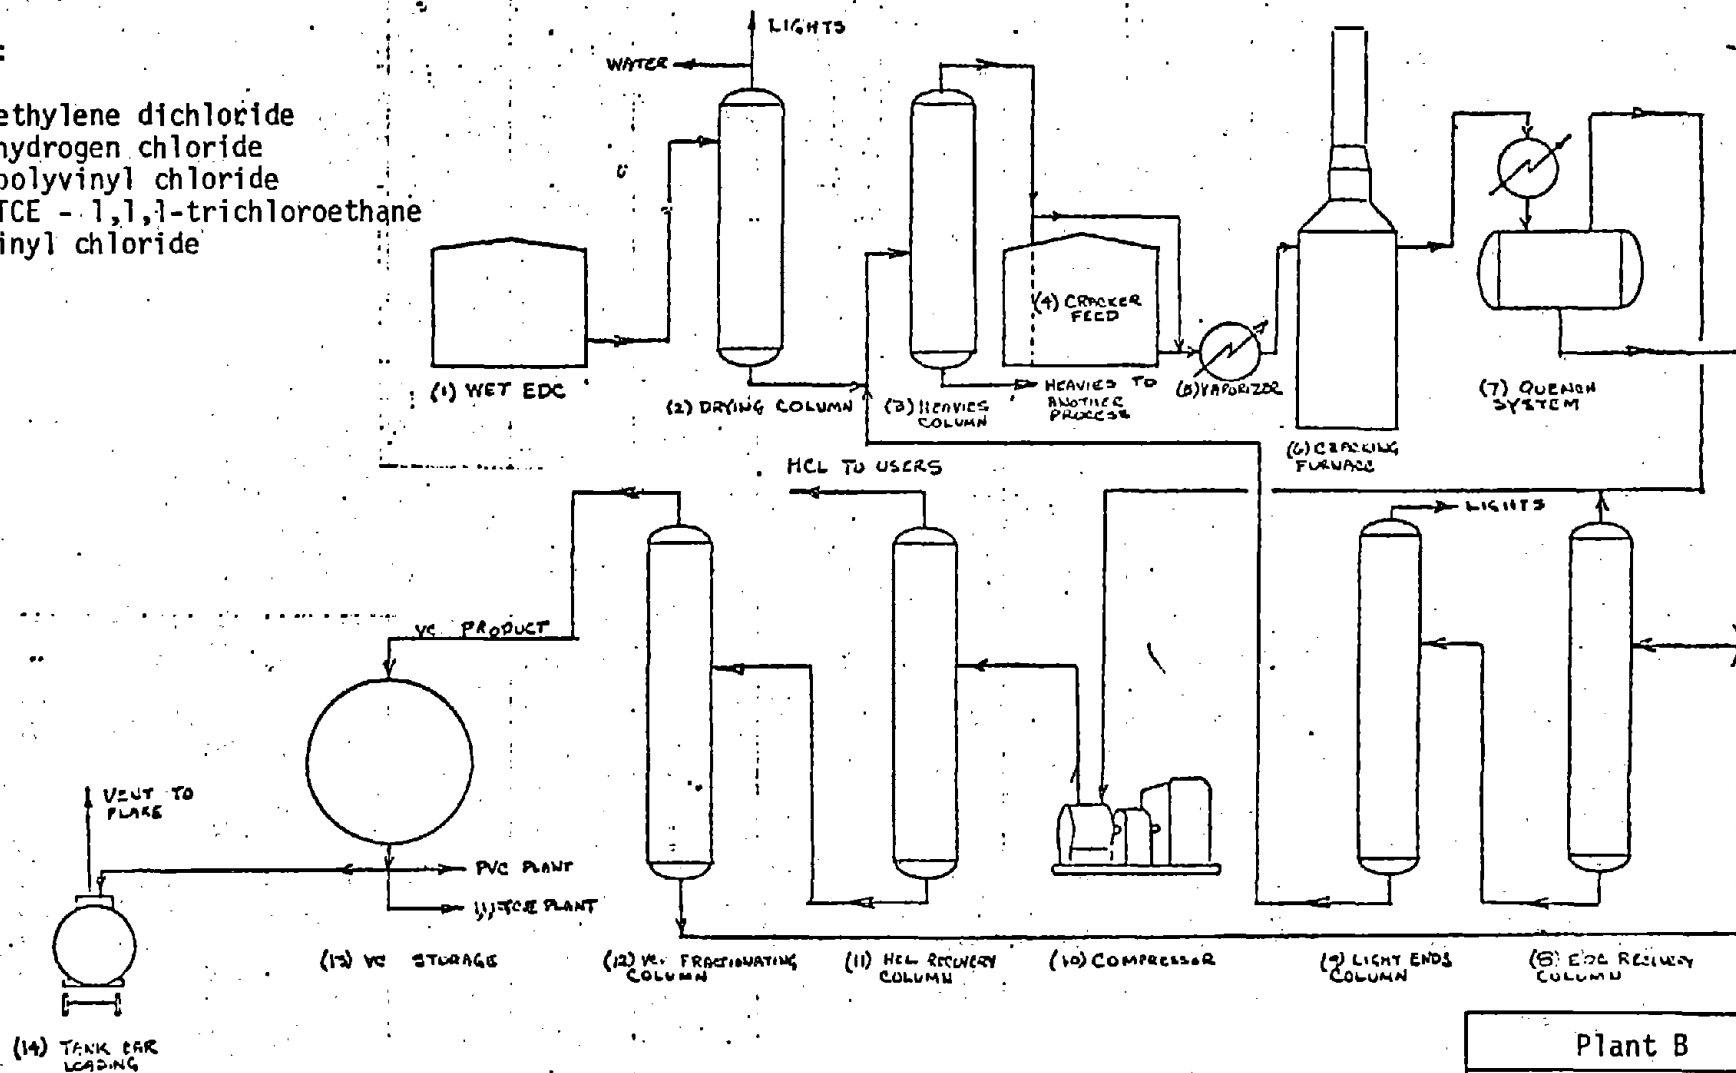 :
ethylene dichloride
hydrogen chloride
polyvinyl chloride
TCE - 1,1,1-trichloroethane
inyl chloride
LIGHTS
WATER
(1) WET EDC
(2) DRYING COLUMN
(3) HEAVIES
COLUMN
(4) CRACKER
FEED
HEAVIES TO
ANOTHER
PROCESS
(5) VAPORIZER
(6) CRACKING
FURNACE
(7) QUENCH
SYSTEM
HCL TO USERS
LIGHTS
VC PRODUCT
VENT TO
FLARE
PVC PLANT
1,1,1-TCE PLANT
(13) VC STORAGE
(12) VC FRACTIONATING
COLUMN
(11) HCL RECOVERY
COLUMN
(10) COMPRESSOR
(9) LIGHT ENDS
COLUMN
(8) EDC RECOVERY
COLUMN
(14) TANK CAR
LOADING
Plant B